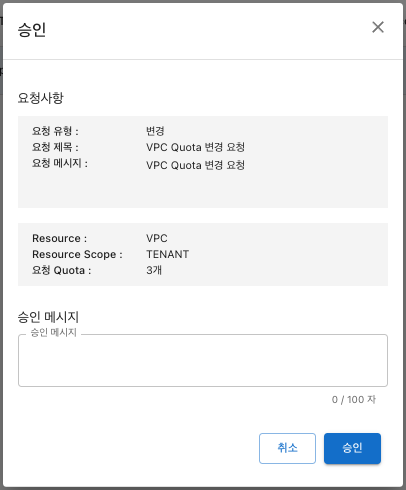 승인
요청사항
요청 유형 : 변경
요청 제목 : VPC Quota 변경 요청
요청 메시지 : VPC Quota 변경 요청
Resource : VPC
Resource Scope : TENANT
요청 Quota : 3개
승인 메시지
승인 메시지
0 / 100 자
취소 승인